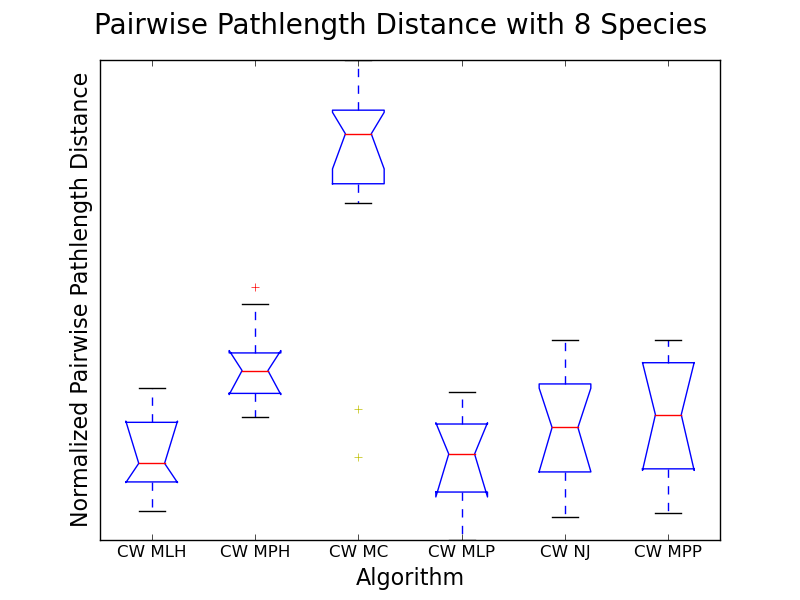 Pairwise Pathlength Distance with 8 Species
Normalized Pairwise Pathlength Distance
CW MLH CW MPH CW MC CW MLP CW NJ CW MPP
Algorithm